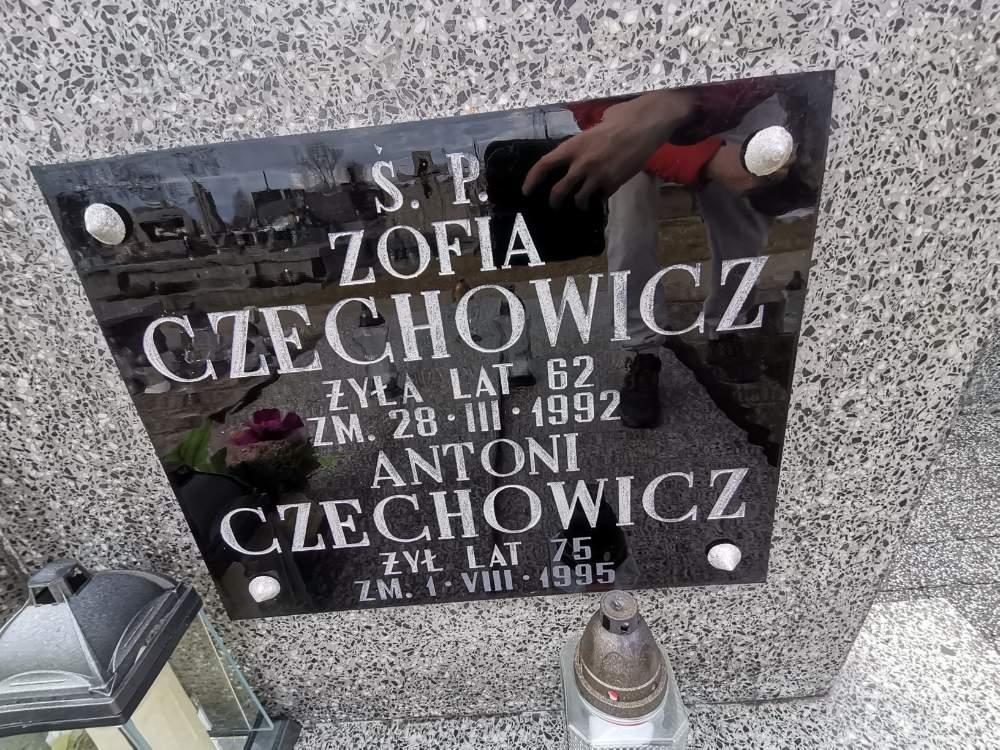 Ś. P.
ZOFIA
CZECHOWICZ
ŻYŁA LAT 62
ZM. 28·III·1992
ANTONI
CZECHOWICZ
ŻYŁ LAT 75
ZM. 1·VIII·1995